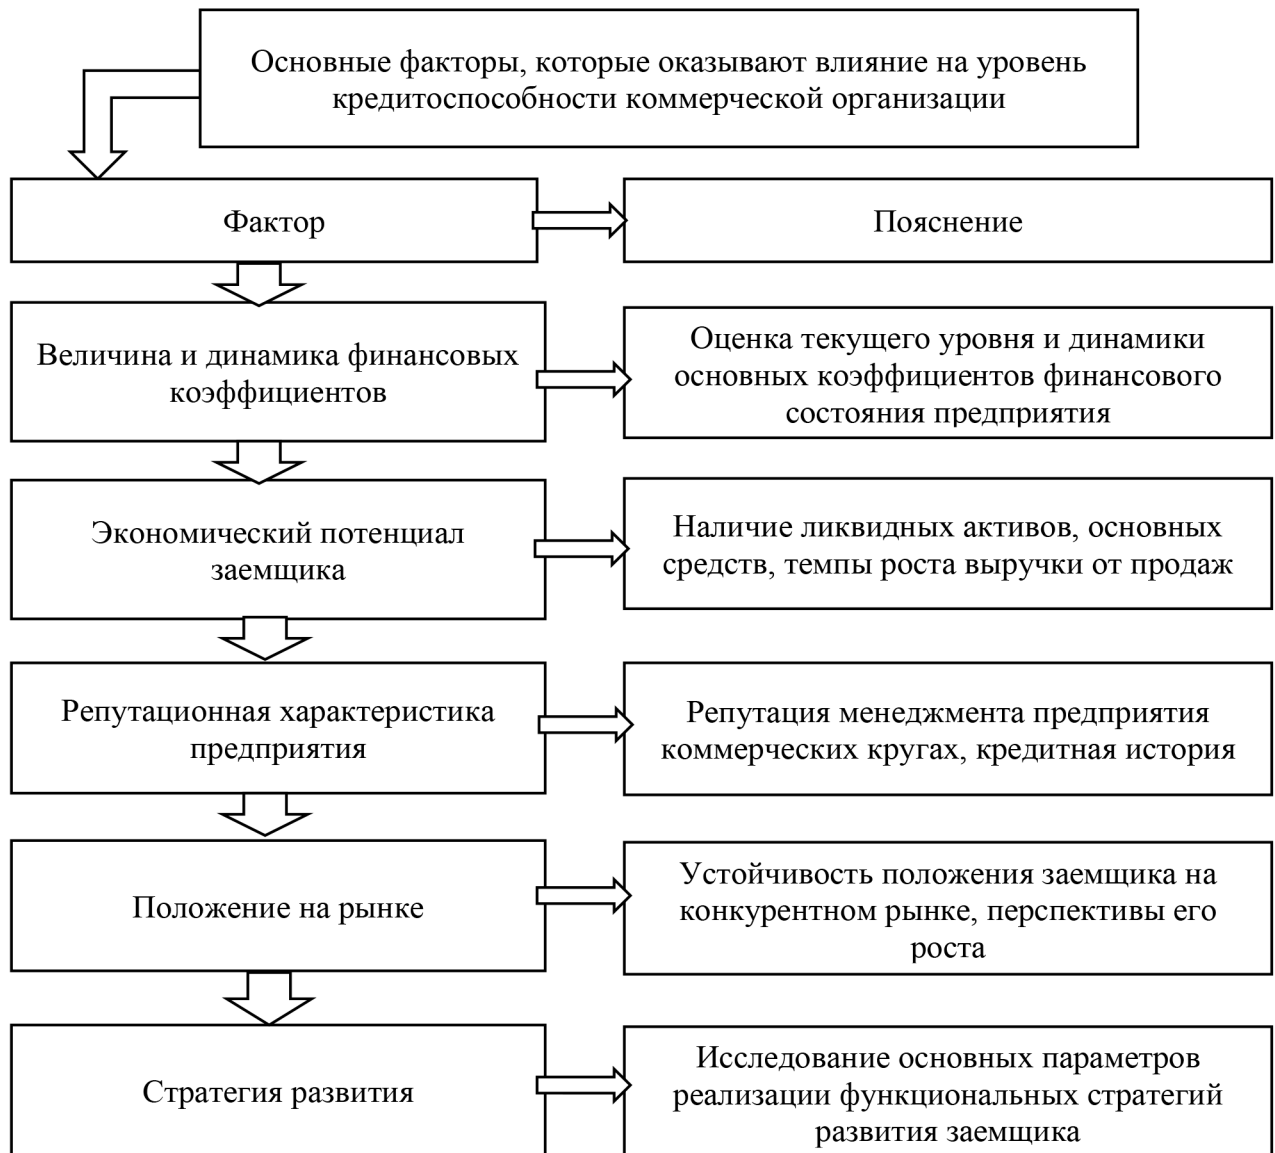 Основные факторы, которые оказывают влияние на уровень
кредитоспособности коммерческой организации
Фактор
Пояснение
Величина и динамика финансовых
коэффициентов
Оценка текущего уровня и динамики
основных коэффициентов финансового
состояния предприятия
Экономический потенциал
заемщика
Наличие ликвидных активов, основных
средств, темпы роста выручки от продаж
Репутационная характеристика
предприятия
Репутация менеджмента предприятия
коммерческих кругах, кредитная история
Положение на рынке
Устойчивость положения заемщика на
конкурентном рынке, перспективы его
роста
Стратегия развития
Исследование основных параметров
реализации функциональных стратегий
развития заемщика